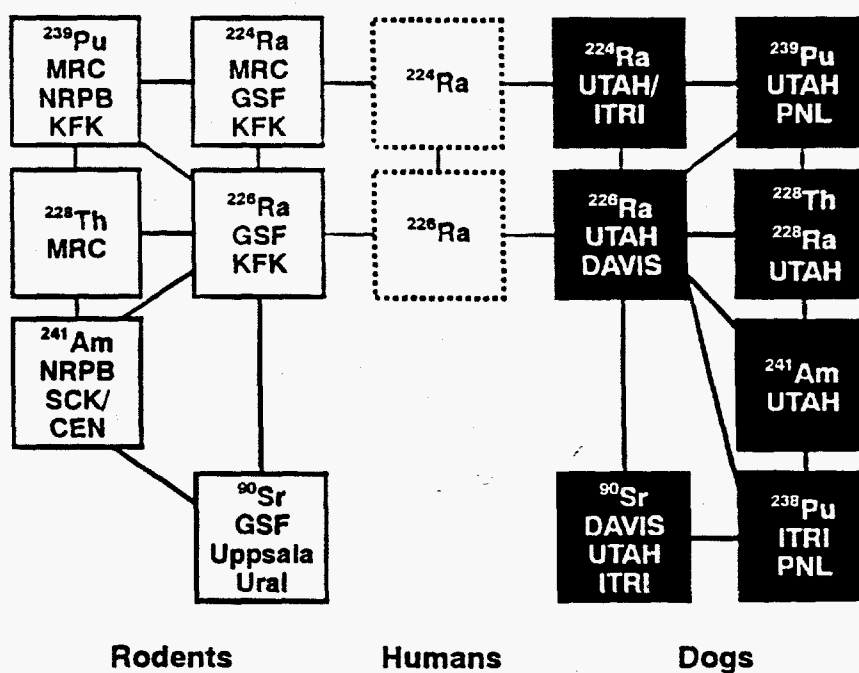 ²³⁹Pu
MRC
NRPB
KFK
²²⁴Ra
MRC
GSF
KFK
²²⁴Ra
²²⁴Ra
UTAH/
ITRI
²³⁹Pu
UTAH
PNL
²²⁸Th
MRC
²²⁶Ra
GSF
KFK
²²⁶Ra
²²⁶Ra
UTAH
DAVIS
²²⁸Th
²²⁸Ra
UTAH
²⁴¹Am
NRPB
SCK/
CEN
²⁴¹Am
UTAH
⁹⁰Sr
GSF
Uppsala
Ural
⁹⁰Sr
DAVIS
UTAH
ITRI
²³⁸Pu
ITRI
PNL
Rodents
Humans
Dogs